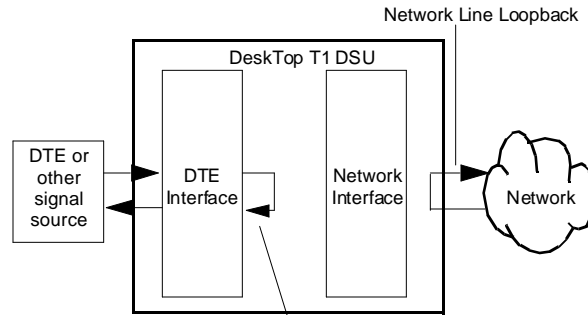 Network Line Loopback
DeskTop T1 DSU
DTE or
other
signal
source
DTE
Interface
Network
Interface
Network